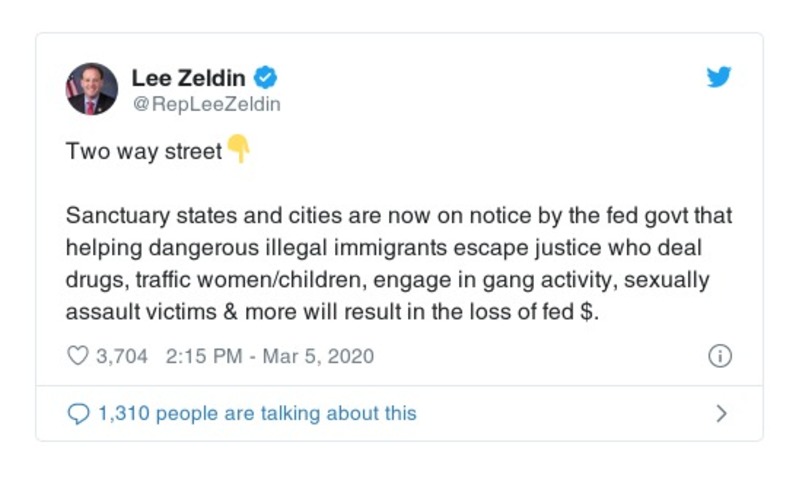 Lee Zeldin
@RepLeeZeldin
Two way street👇
Sanctuary states and cities are now on notice by the fed govt that
helping dangerous illegal immigrants escape justice who deal
drugs, traffic women/children, engage in gang activity, sexually
assault victims & more will result in the loss of fed $.
3,704 2:15 PM - Mar 5, 2020
1,310 people are talking about this